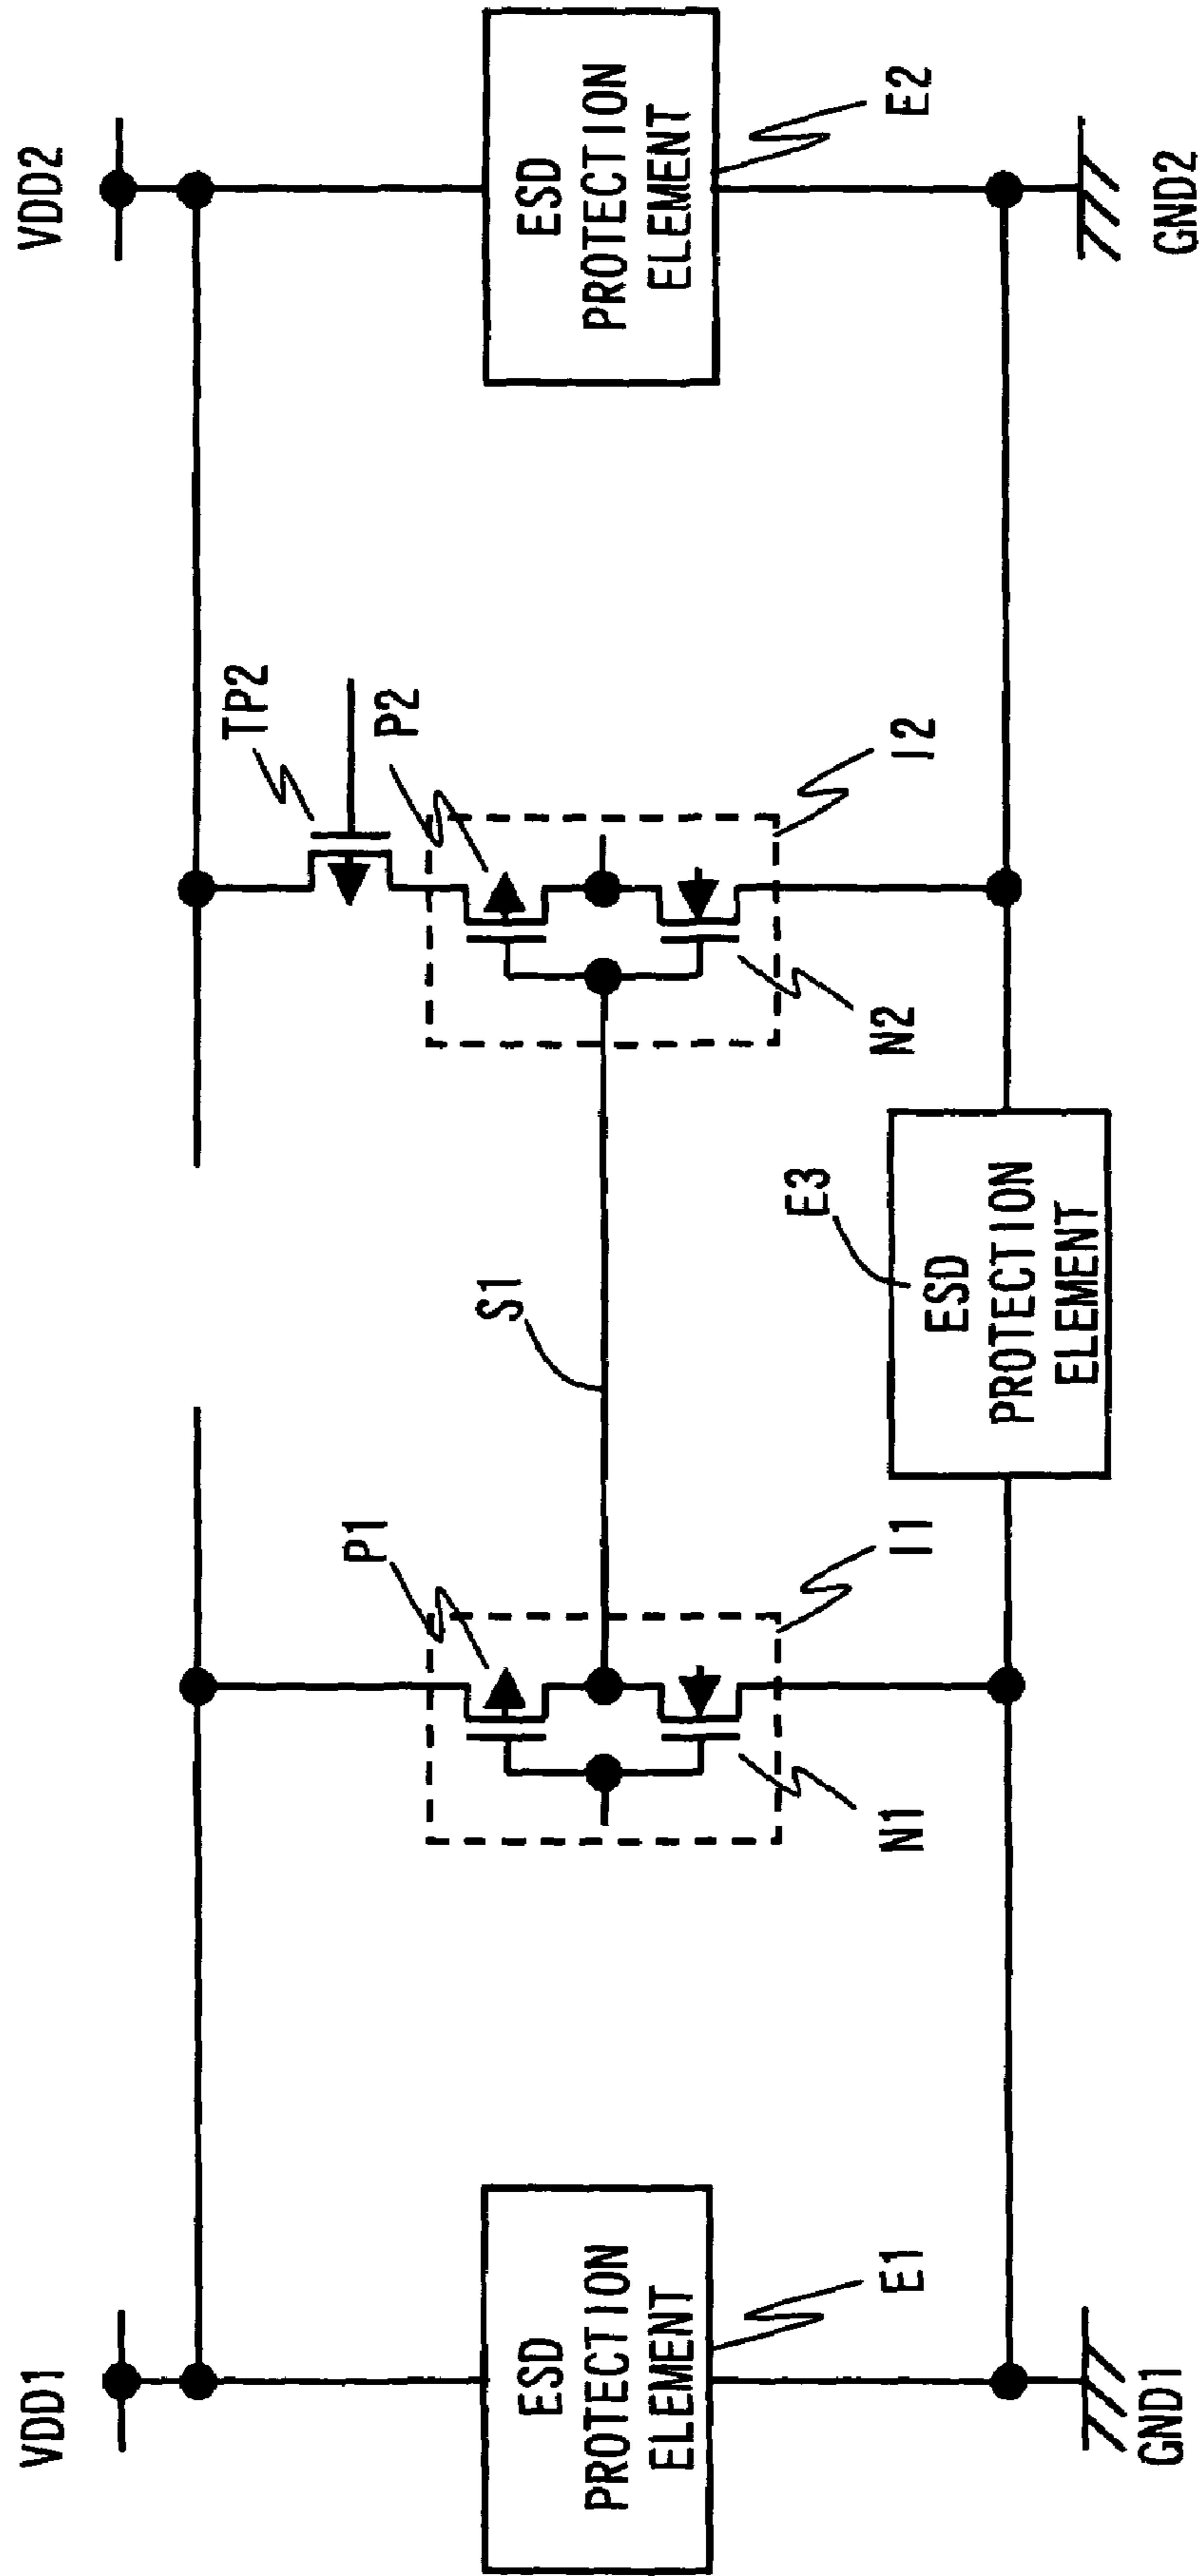 VDD1
VDD2
TP2
P1
P2
S1
ESD
PROTECTION
ELEMENT
ESD
PROTECTION
ELEMENT
I1
I2
N1
N2
E1
E3
E2
ESD
PROTECTION
ELEMENT
GND1
GND2